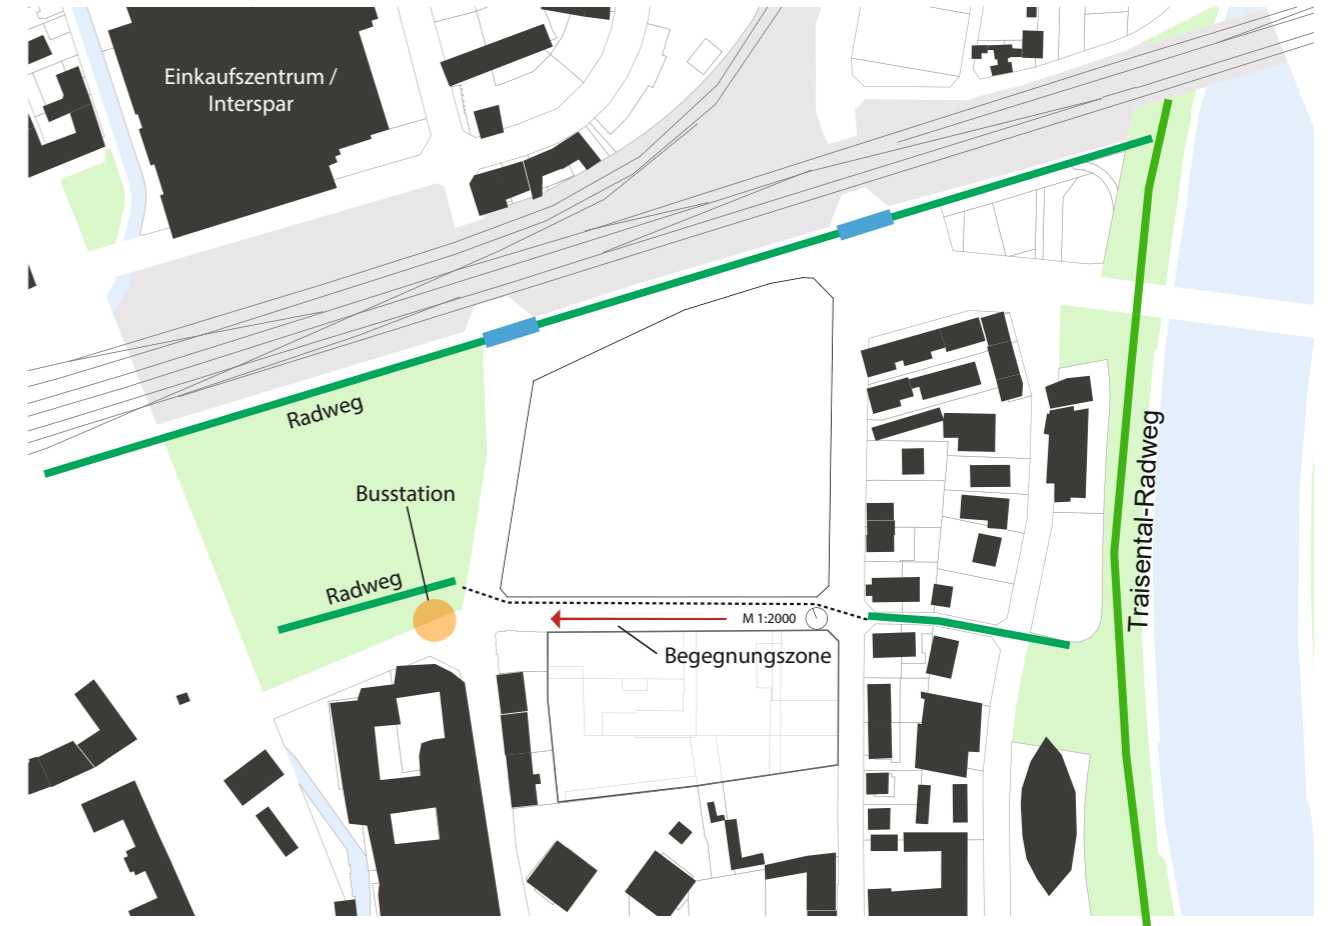 Einkaufszentrum /
Interspar
Radweg
Busstation
Radweg
Traisental-Radweg
M 1:2000
Begegnungszone